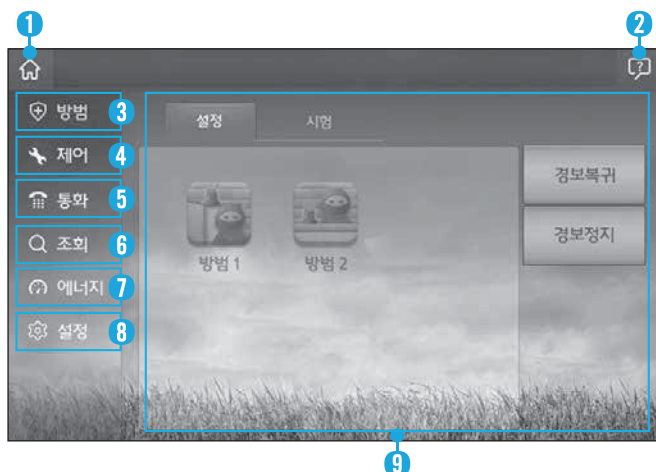 1 2
?
방범 3
제어 4
통화 5
조회 6
에너지 7
설정 8
설정 시험
방범 1 방범 2
경보복귀
경보정지
9